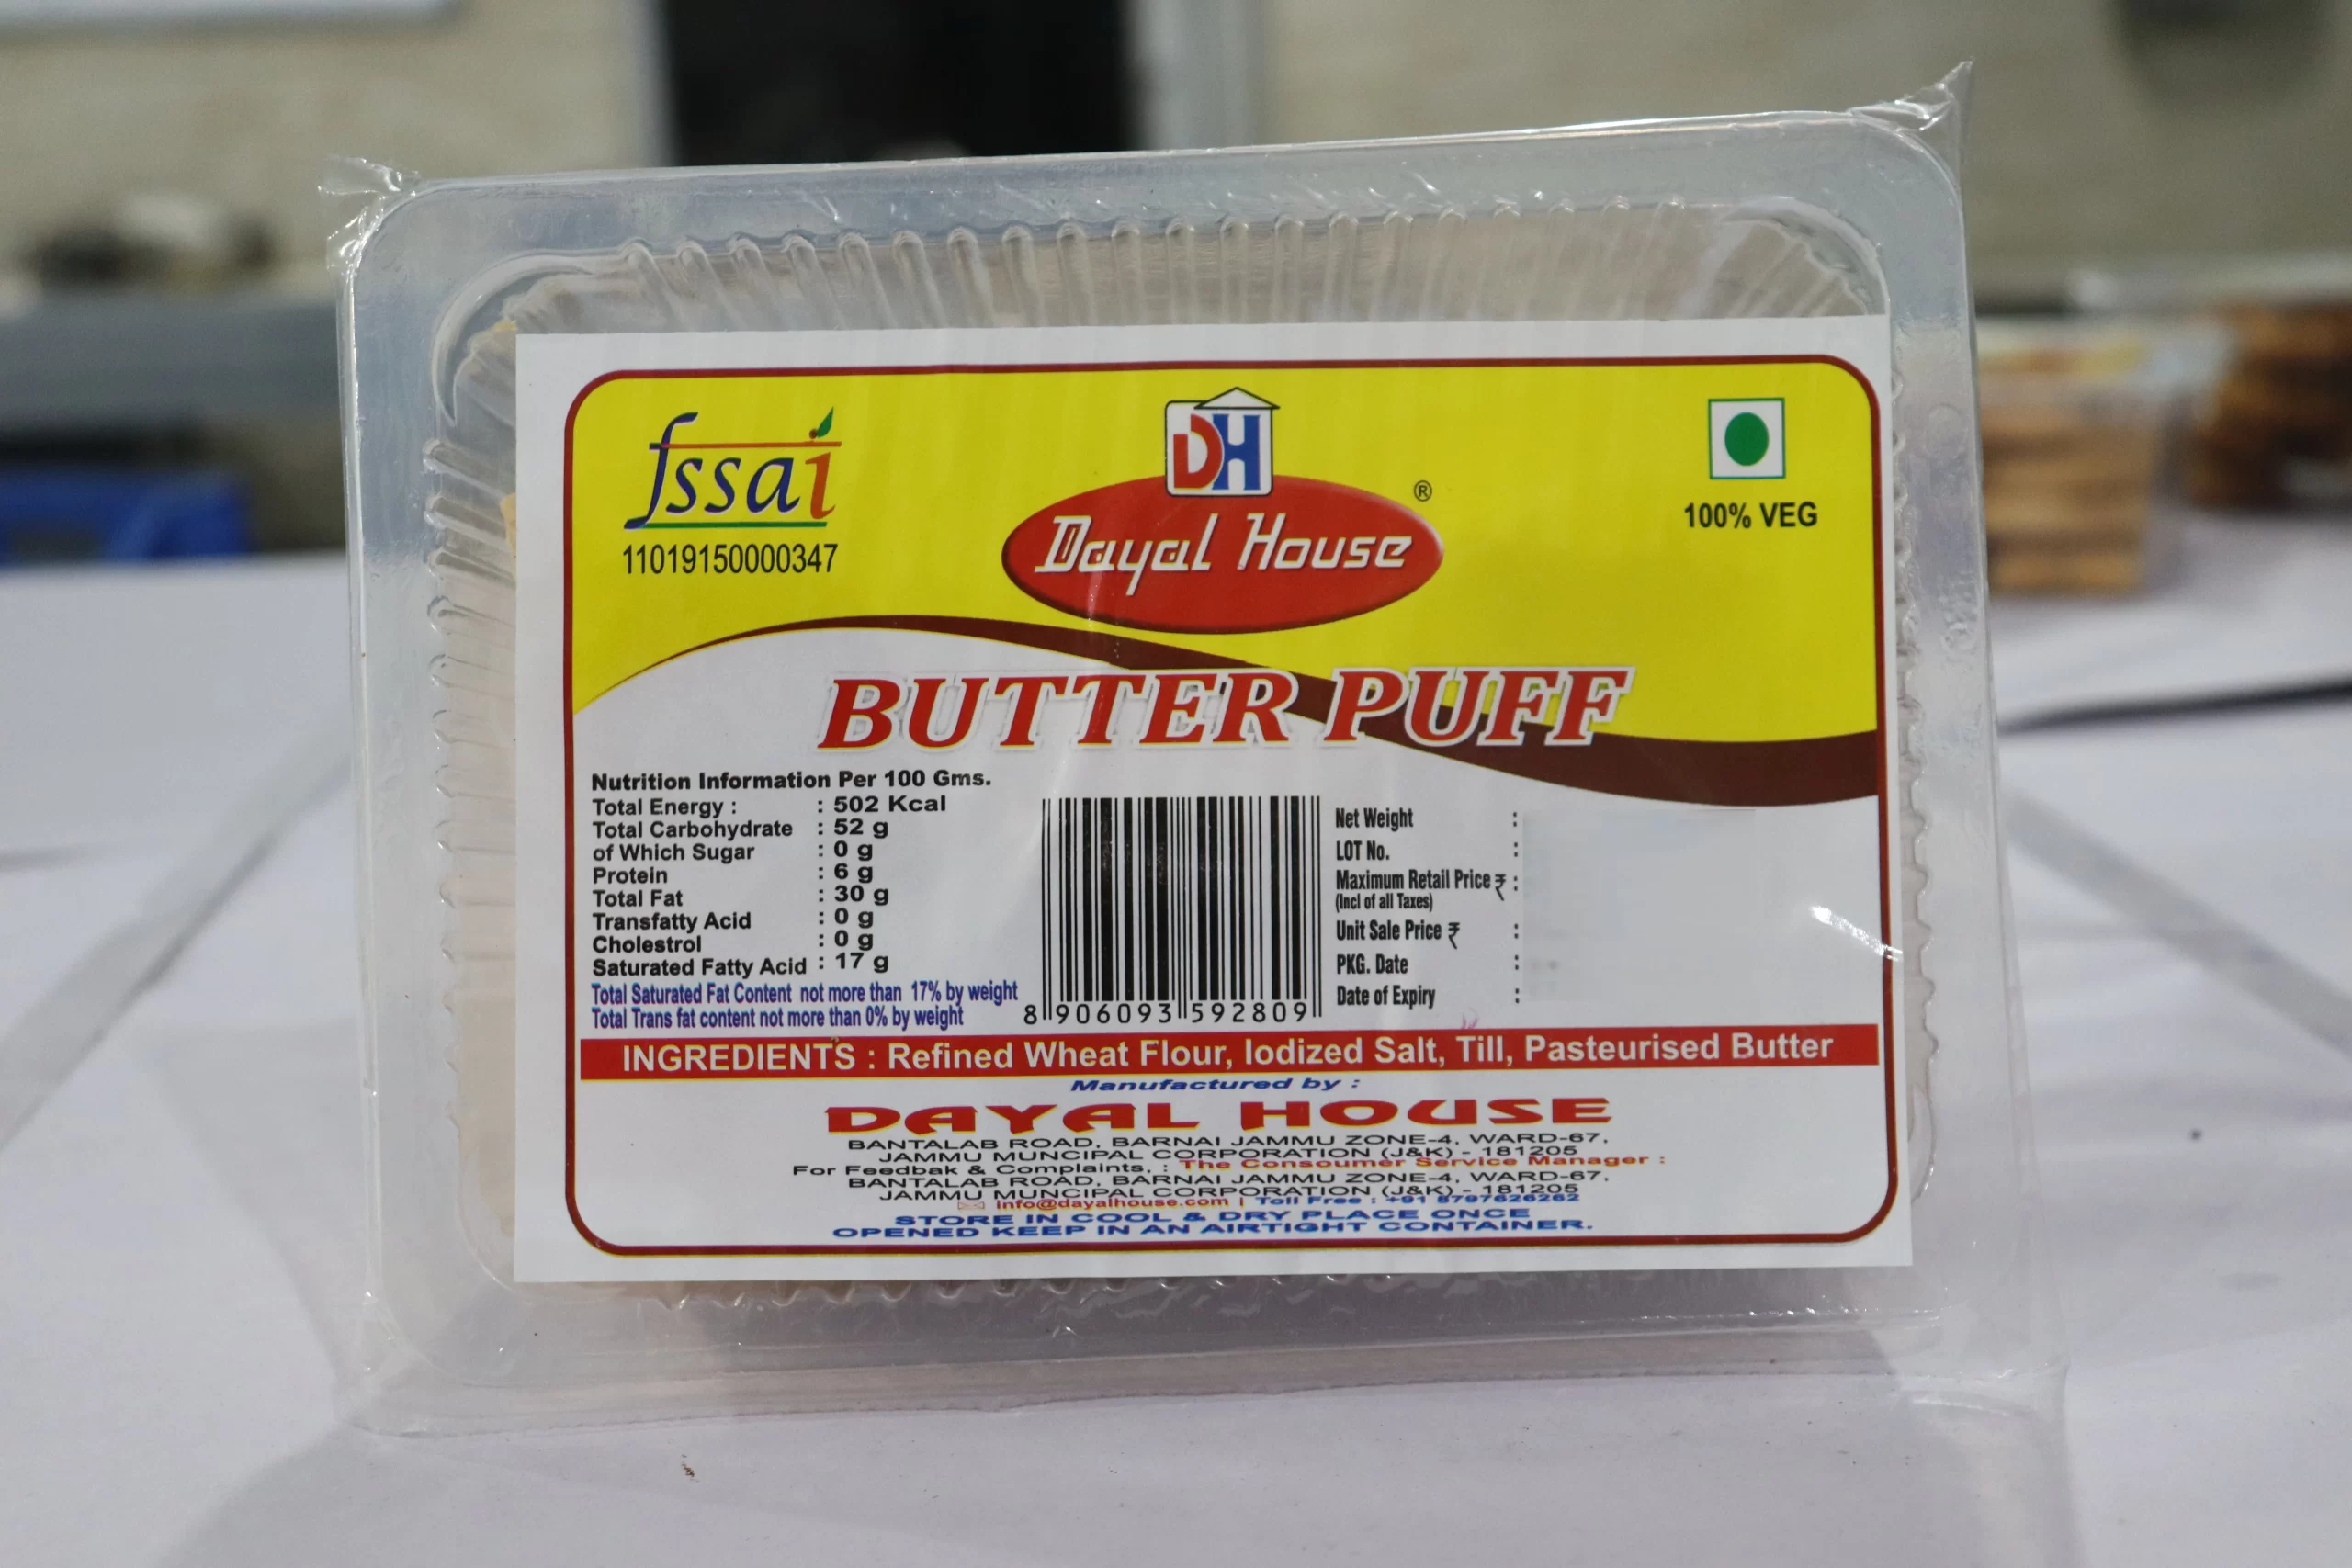 fssai
11019150000347
DH
Dayal House ®
100% VEG
BUTTER PUFF
Nutrition Information Per 100 Gms.
Total Energy : : 502 Kcal
Total Carbohydrate : 52 g
of Which Sugar : 0 g
Protein : 6 g
Total Fat : 30 g
Transfatty Acid : 0 g
Cholestrol : 0 g
Saturated Fatty Acid : 17 g
Total Saturated Fat Content not more than 17% by weight
Total Trans fat content not more than 0% by weight
8 906093 592809
Net Weight :
LOT No. :
Maximum Retail Price ₹ :
(Incl of all Taxes)
Unit Sale Price ₹ :
PKG. Date :
Date of Expiry :
INGREDIENTS : Refined Wheat Flour, Iodized Salt, Till, Pasteurised Butter
Manufactured by :
DAYAL HOUSE
BANTALAB ROAD, BARNAI JAMMU ZONE-4, WARD-67,
JAMMU MUNCIPAL CORPORATION (J&K) - 181205
For Feedbak & Complaints, : The Consoumer Service Manager :
BANTALAB ROAD, BARNAI JAMMU ZONE-4, WARD-67,
JAMMU MUNCIPAL CORPORATION (J&K) - 181205
info@dayalhouse.com | Toll Free : +91 8797626262
STORE IN COOL & DRY PLACE ONCE
OPENED KEEP IN AN AIRTIGHT CONTAINER.